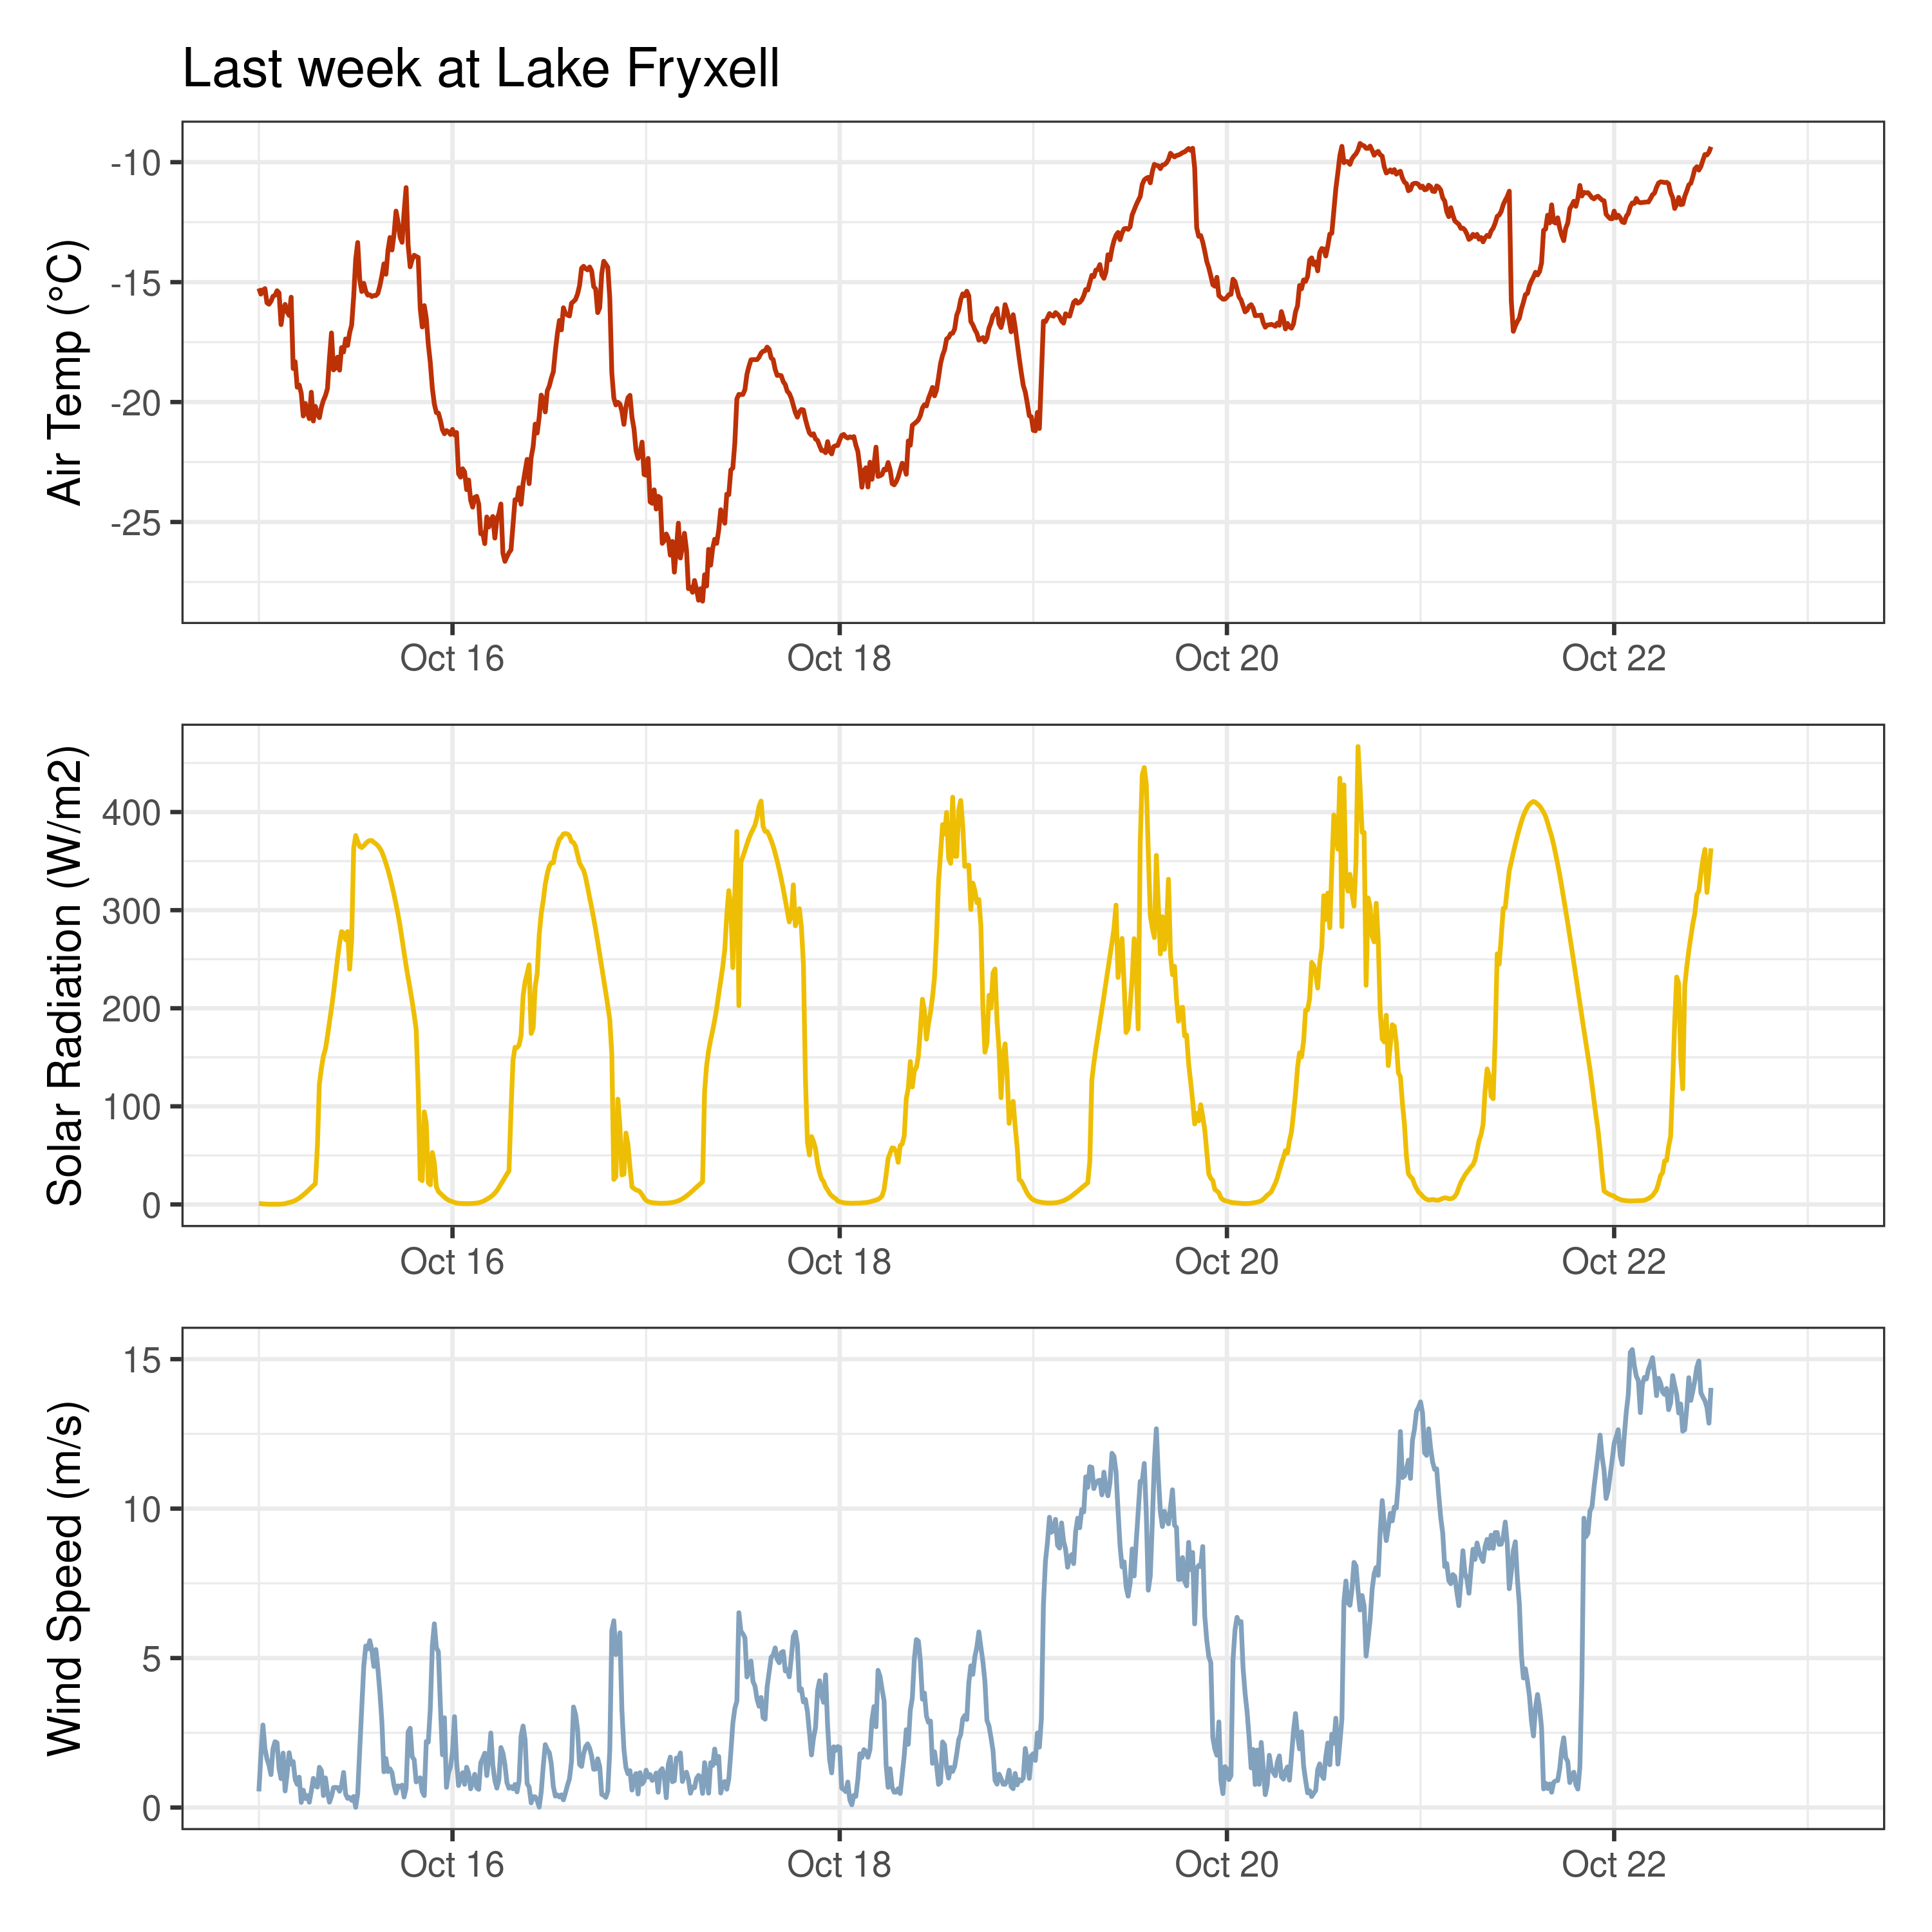 Last week at Lake Fryxell
Air Temp (°C)
-10
-15
-20
-25
Oct 16
Oct 18
Oct 20
Oct 22
Solar Radiation (W/m2)
400
300
200
100
0
Oct 16
Oct 18
Oct 20
Oct 22
Wind Speed (m/s)
15
10
5
0
Oct 16
Oct 18
Oct 20
Oct 22